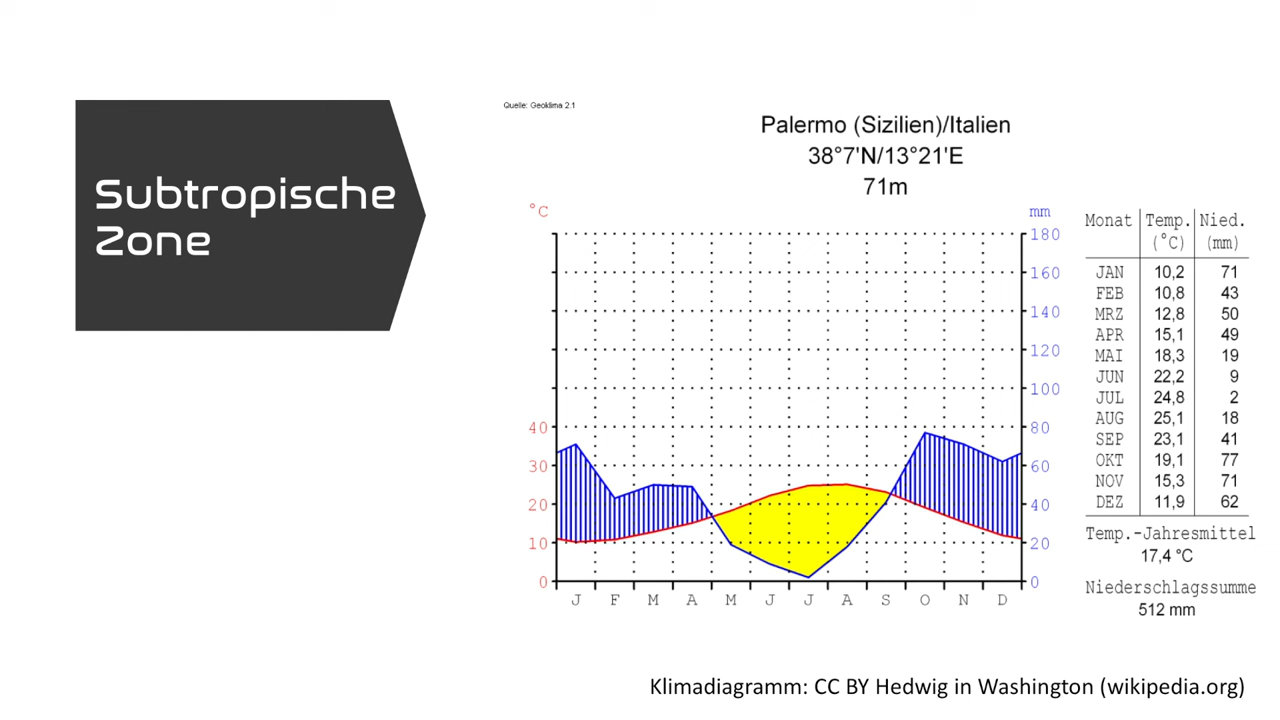 Subtropische
Zone
Quelle: Geoklima 2.1
Palermo (Sizilien)/Italien
38°7'N/13°21'E
71m
°C
mm
180
160
140
120
100
40 80
30 60
20 40
10 20
0 0
J F M A M J J A S O N D
Monat Temp. Nied.
(°C) (mm)
JAN 10,2 71
FEB 10,8 43
MRZ 12,8 50
APR 15,1 49
MAI 18,3 19
JUN 22,2 9
JUL 24,8 2
AUG 25,1 18
SEP 23,1 41
OKT 19,1 77
NOV 15,3 71
DEZ 11,9 62
Temp.-Jahresmittel
17,4 °C
Niederschlagssumme
512 mm
Klimadiagramm: CC BY Hedwig in Washington (wikipedia.org)